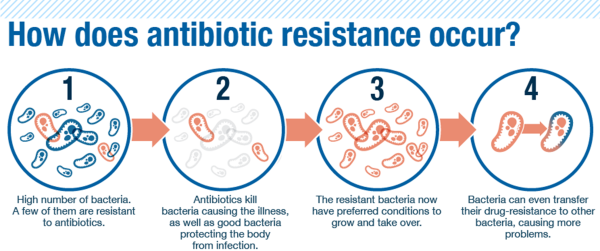 How does antibiotic resistance occur?
1
High number of bacteria.
A few of them are resistant
to antibiotics.
2
Antibiotics kill
bacteria causing the illness,
as well as good bacteria
protecting the body
from infection.
3
The resistant bacteria now
have preferred conditions to
grow and take over.
4
Bacteria can even transfer
their drug-resistance to other
bacteria, causing more
problems.